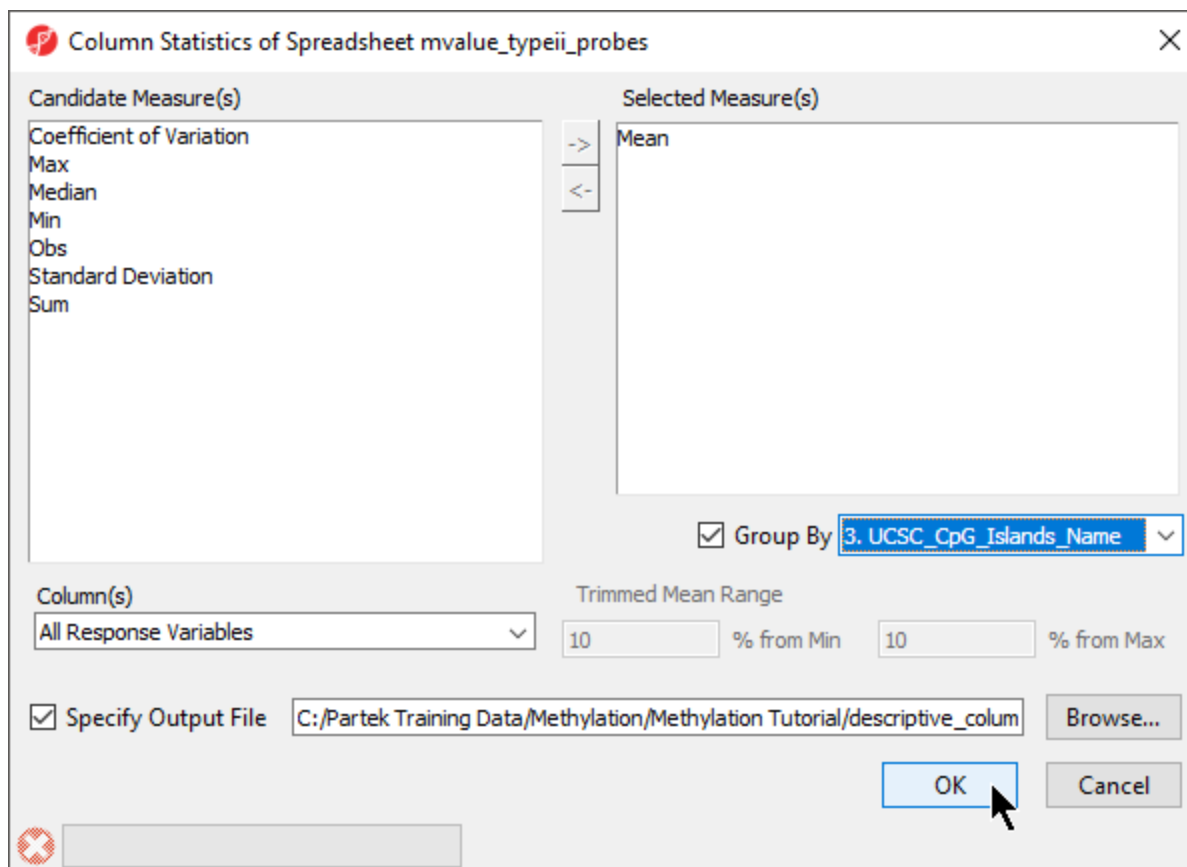 Column Statistics of Spreadsheet mvalue_typeii_probes
Candidate Measure(s)
Selected Measure(s)
Coefficient of Variation
Max
Median
Min
Obs
Standard Deviation
Sum
->
<-
Mean
Group By 3. UCSC_CpG_Islands_Name
Column(s)
All Response Variables
Trimmed Mean Range
10 % from Min 10 % from Max
Specify Output File C:/Partek Training Data/Methylation/Methylation Tutorial/descriptive_colum Browse...
OK Cancel